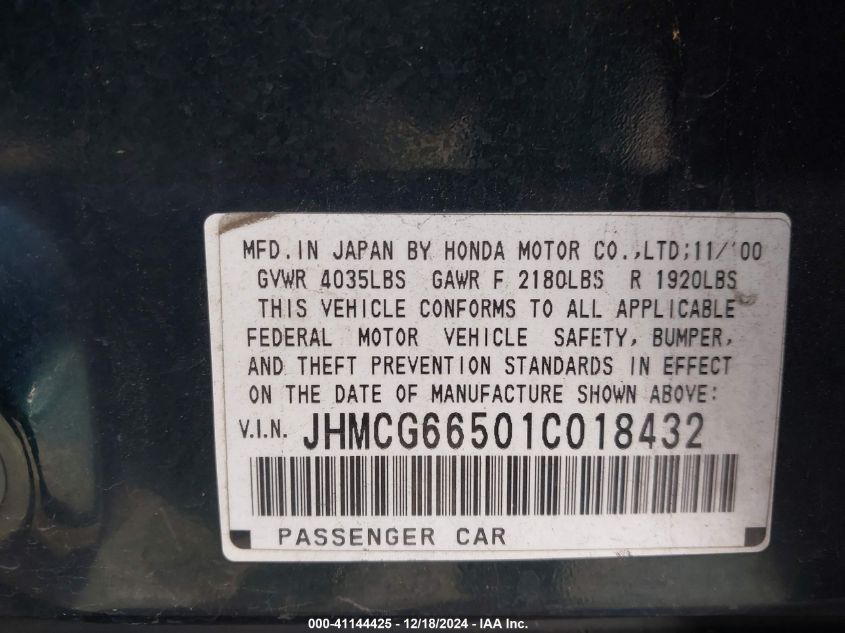 MFD. IN JAPAN BY HONDA MOTOR CO.,LTD;11/'00
GVWR 4035LBS GAWR F 2180LBS R 1920LBS
THIS VEHICLE CONFORMS TO ALL APPLICABLE
FEDERAL MOTOR VEHICLE SAFETY, BUMPER,
AND THEFT PREVENTION STANDARDS IN EFFECT
ON THE DATE OF MANUFACTURE SHOWN ABOVE:
V.I.N. JHMCG66501C018432
PASSENGER CAR
000-41144425 - 12/18/2024 - IAA Inc.